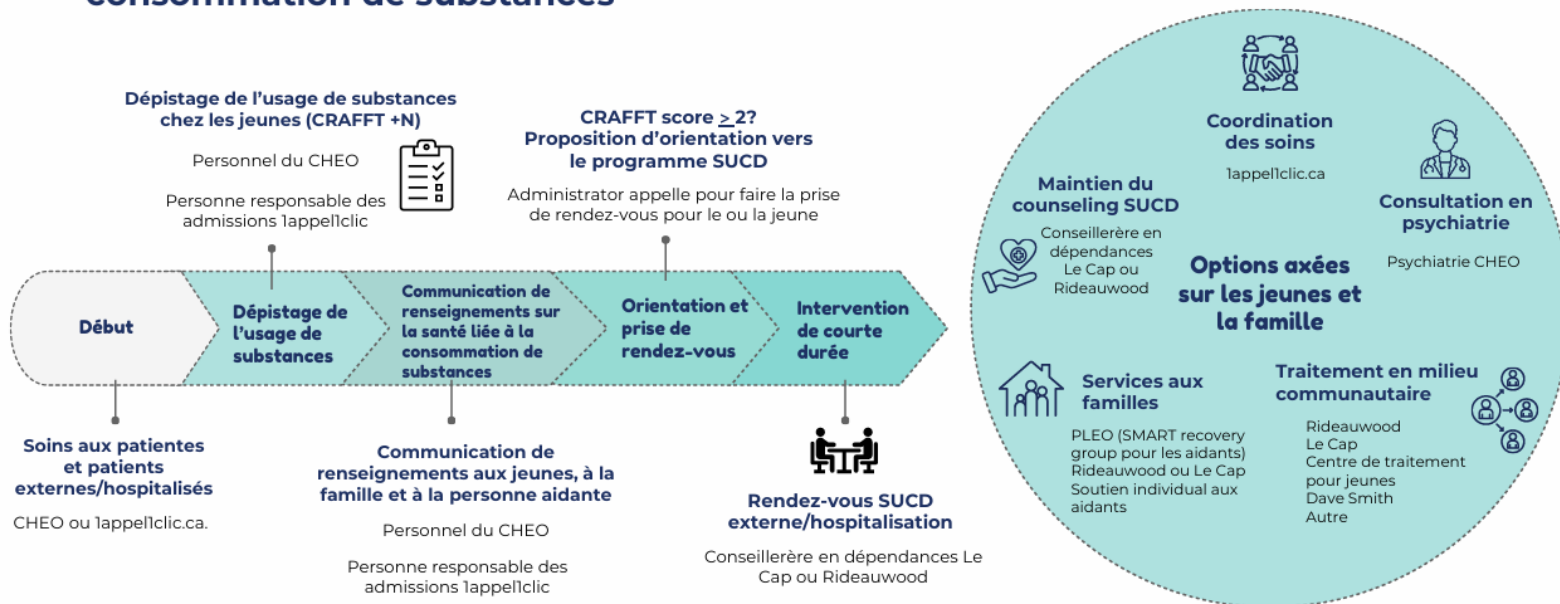 consommation de substances
Dépistage de l'usage de substances
chez les jeunes (CRAFFT +N)
Personnel du CHEO
Personne responsable des
admissions 1appel1clic
CRAFFT score > 2?
Proposition d'orientation vers
le programme SUCD
Administrator appelle pour faire la prise
de rendez-vous pour le ou la jeune
Début
Dépistage de
l'usage de
substances
Communication de
renseignements sur
la santé liée à la
consommation de
substances
Orientation et
prise de
rendez-vous
Intervention
de courte
durée
Soins aux patientes
et patients
externes/hospitalisés
CHEO ou 1appel1clic.ca.
Communication de
renseignements aux jeunes, à la
famille et à la personne aidante
Personnel du CHEO
Personne responsable des
admissions 1appel1clic
Rendez-vous SUCD
externe/hospitalisation
Conseillerère en dépendances Le
Cap ou Rideauwood
Coordination
des soins
1appel1clic.ca
Maintien du
counseling SUCD
Conseillerère en
dépendances
Le Cap ou
Rideauwood
Consultation en
psychiatrie
Psychiatrie CHEO
Options axées
sur les jeunes et
la famille
Services aux
familles
PLEO (SMART recovery
group pour les aidants)
Rideauwood ou Le Cap
Soutien individual aux
aidants
Traitement en milieu
communautaire
Rideauwood
Le Cap
Centre de traitement
pour jeunes
Dave Smith
Autre